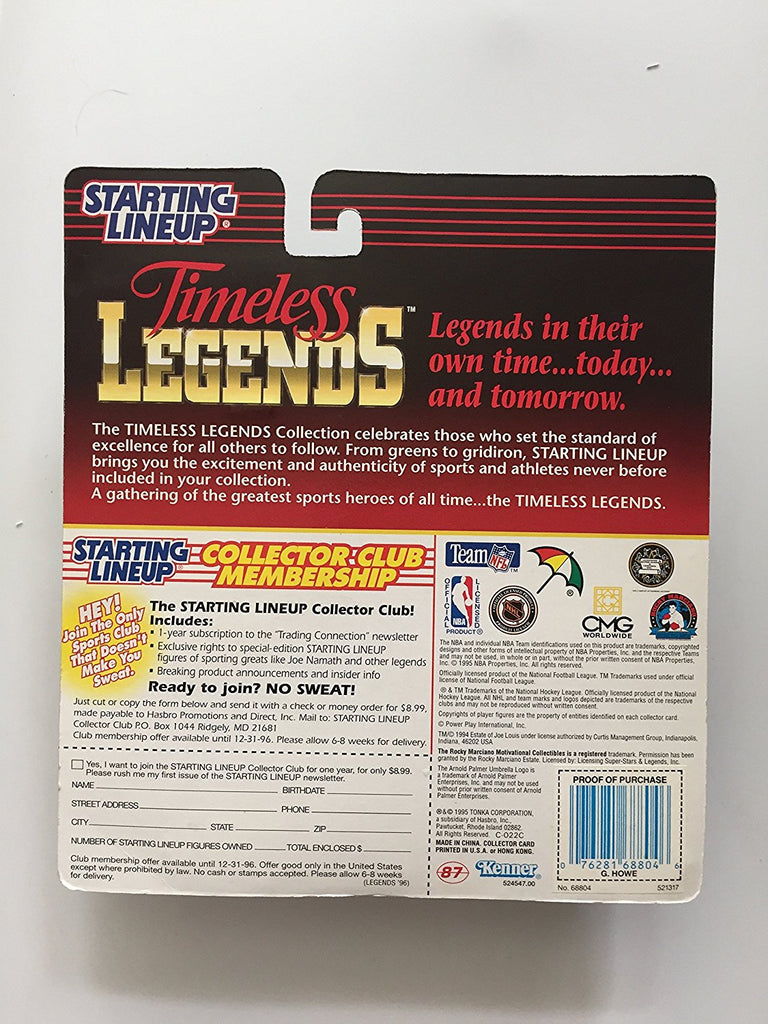 STARTING
LINEUP®
Timeless
LEGENDS™
Legends in their
own time...today...
and tomorrow.
The TIMELESS LEGENDS Collection celebrates those who set the standard of
excellence for all others to follow. From greens to gridiron, STARTING LINEUP
brings you the excitement and authenticity of sports and athletes never before
included in your collection.
A gathering of the greatest sports heroes of all time...the TIMELESS LEGENDS.
STARTING
LINEUP®
COLLECTOR CLUB
MEMBERSHIP
HEY!
Join The Only
Sports Club
That Doesn't
Make You
Sweat.
The STARTING LINEUP Collector Club!
Includes:
• 1-year subscription to the "Trading Connection" newsletter
• Exclusive rights to special-edition STARTING LINEUP
figures of sporting greats like Joe Namath and other legends
• Breaking product announcements and insider info
Ready to join? NO SWEAT!
Just cut or copy the form below and send it with a check or money order for $8.99,
made payable to Hasbro Promotions and Direct, Inc. Mail to: STARTING LINEUP
Collector Club P.O. Box 1044 Ridgely, MD 21681
Club membership offer available until 12-31-96. Please allow 6-8 weeks for delivery.
Yes, I want to join the STARTING LINEUP Collector Club for one year, for only $8.99.
Please rush me my first issue of the STARTING LINEUP newsletter.
NAME BIRTHDATE
STREET ADDRESS PHONE
CITY STATE ZIP
NUMBER OF STARTING LINEUP FIGURES OWNED TOTAL ENCLOSED $
Club membership offer available until 12-31-96. Offer good only in the United States
except where prohibited by law. No cash or stamps accepted. Please allow 6-8 weeks
for delivery. (LEGENDS '96)
Team NFL™
OFFICIAL
LICENSED
NBA
PRODUCT®
®
CMG
WORLDWIDE
The NBA and individual NBA Team identifications used on this product are trademarks, copyrighted
designs and other forms of intellectual property of NBA Properties, Inc. and the respective Teams
and may not be used, in whole or in part, without the prior written consent of NBA Properties,
Inc. © 1995 NBA Properties, Inc. All rights reserved.
Officially licensed product of the National Football League. TM Trademarks used under official
license of National Football League.
® & TM Trademarks of the National Hockey League. Officially licensed product of the National
Hockey League. All NHL and team marks and logos depicted are trademarks of the respective
clubs and may not be reproduced without written consent.
Copyrights of player figures are the property of entities identified on each collector card.
© Power Play International, Inc.
TM/© 1994 Estate of Joe Louis under license authorized by Curtis Management Group, Indianapolis,
Indiana, 46202 USA
The Rocky Marciano Motivational Collectibles is a registered trademark. Permission has been
granted by the Rocky Marciano Estate. Licensed by: Licensing Super-Stars & Legends, Inc.
The Arnold Palmer Umbrella Logo is
a trademark of Arnold Palmer
Enterprises, Inc. and may not be used
without prior written consent of Arnold
Palmer Enterprises.
®&© 1995 TONKA CORPORATION,
a subsidiary of Hasbro, Inc.,
Pawtucket, Rhode Island 02862
All Rights Reserved. C-022C
MADE IN CHINA. COLLECTOR CARD
PRINTED IN U.S.A. or HONG KONG.
87
Kenner®
524547.00
PROOF OF PURCHASE
0 76281 68804 6
G. HOWE
No. 68804 521317